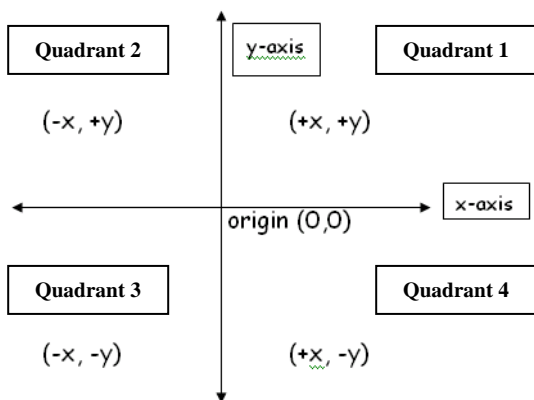 Quadrant 2
y-axis
Quadrant 1
(-x, +y)
(+x, +y)
x-axis
origin (0,0)
Quadrant 3
Quadrant 4
(-x, -y)
(+x, -y)